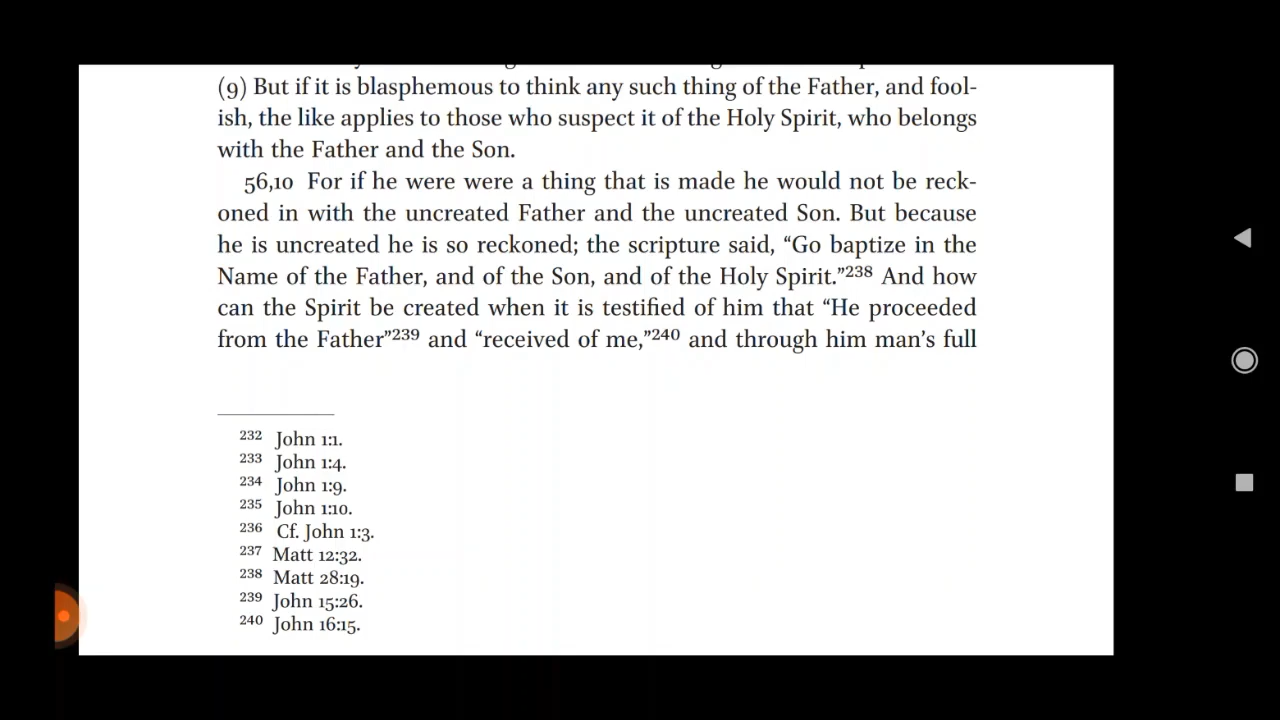 (9) But if it is blasphemous to think any such thing of the Father, and fool-
ish, the like applies to those who suspect it of the Holy Spirit, who belongs
with the Father and the Son.
56,10 For if he were were a thing that is made he would not be reck-
oned in with the uncreated Father and the uncreated Son. But because
he is uncreated he is so reckoned; the scripture said, “Go baptize in the
Name of the Father, and of the Son, and of the Holy Spirit.”238 And how
can the Spirit be created when it is testified of him that “He proceeded
from the Father”239 and “received of me,”240 and through him man’s full
232 John 1:1.
233 John 1:4.
234 John 1:9.
235 John 1:10.
236 Cf. John 1:3.
237 Matt 12:32.
238 Matt 28:19.
239 John 15:26.
240 John 16:15.